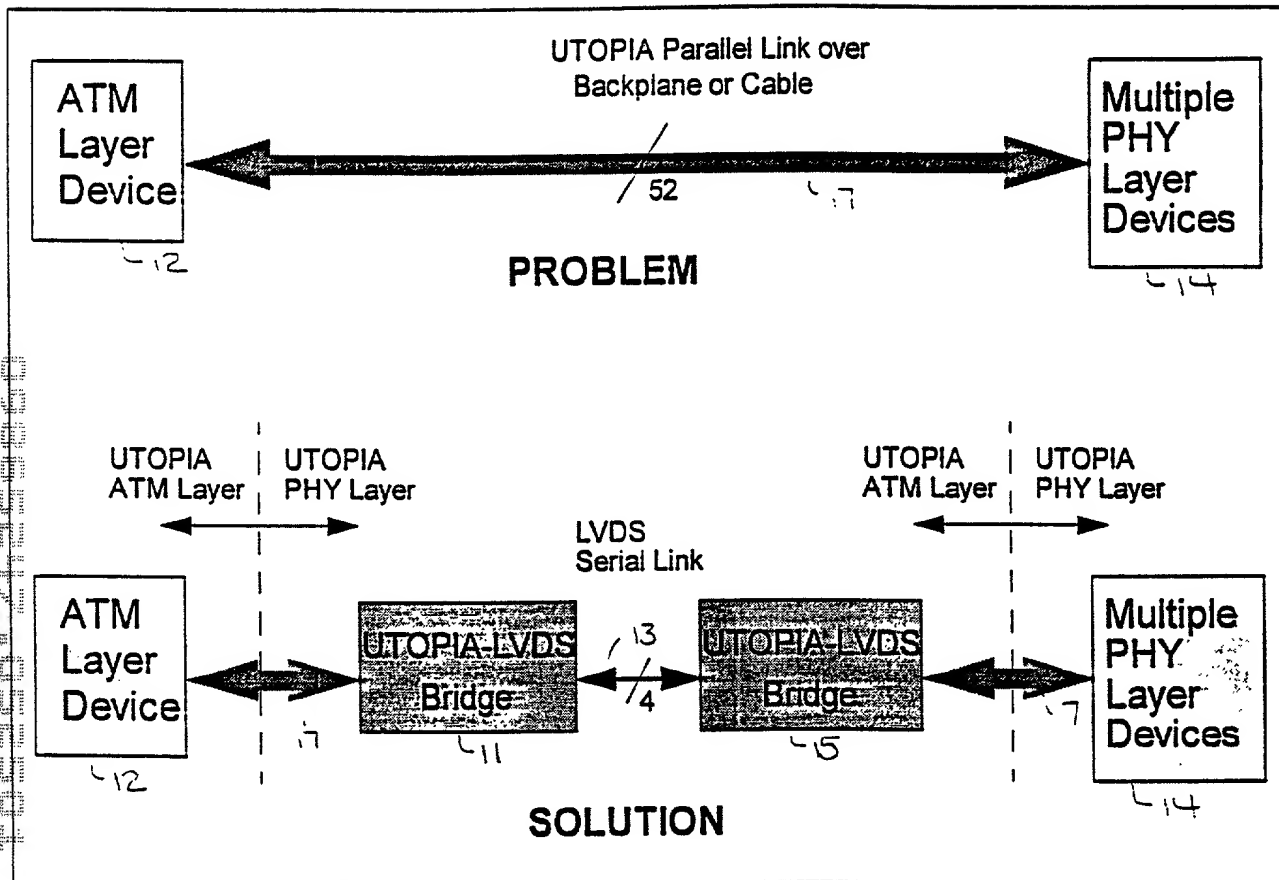 UTOPIA Parallel Link over
Backplane or Cable
ATM
Layer
Device
Multiple
PHY
Layer
Devices
52
17
12
14
PROBLEM
UTOPIA
ATM Layer
UTOPIA
PHY Layer
UTOPIA
ATM Layer
UTOPIA
PHY Layer
LVDS
Serial Link
ATM
Layer
Device
UTOPIA-LVDS
Bridge
13
4
UTOPIA-LVDS
Bridge
Multiple
PHY
Layer
Devices
17
17
11
15
12
14
SOLUTION